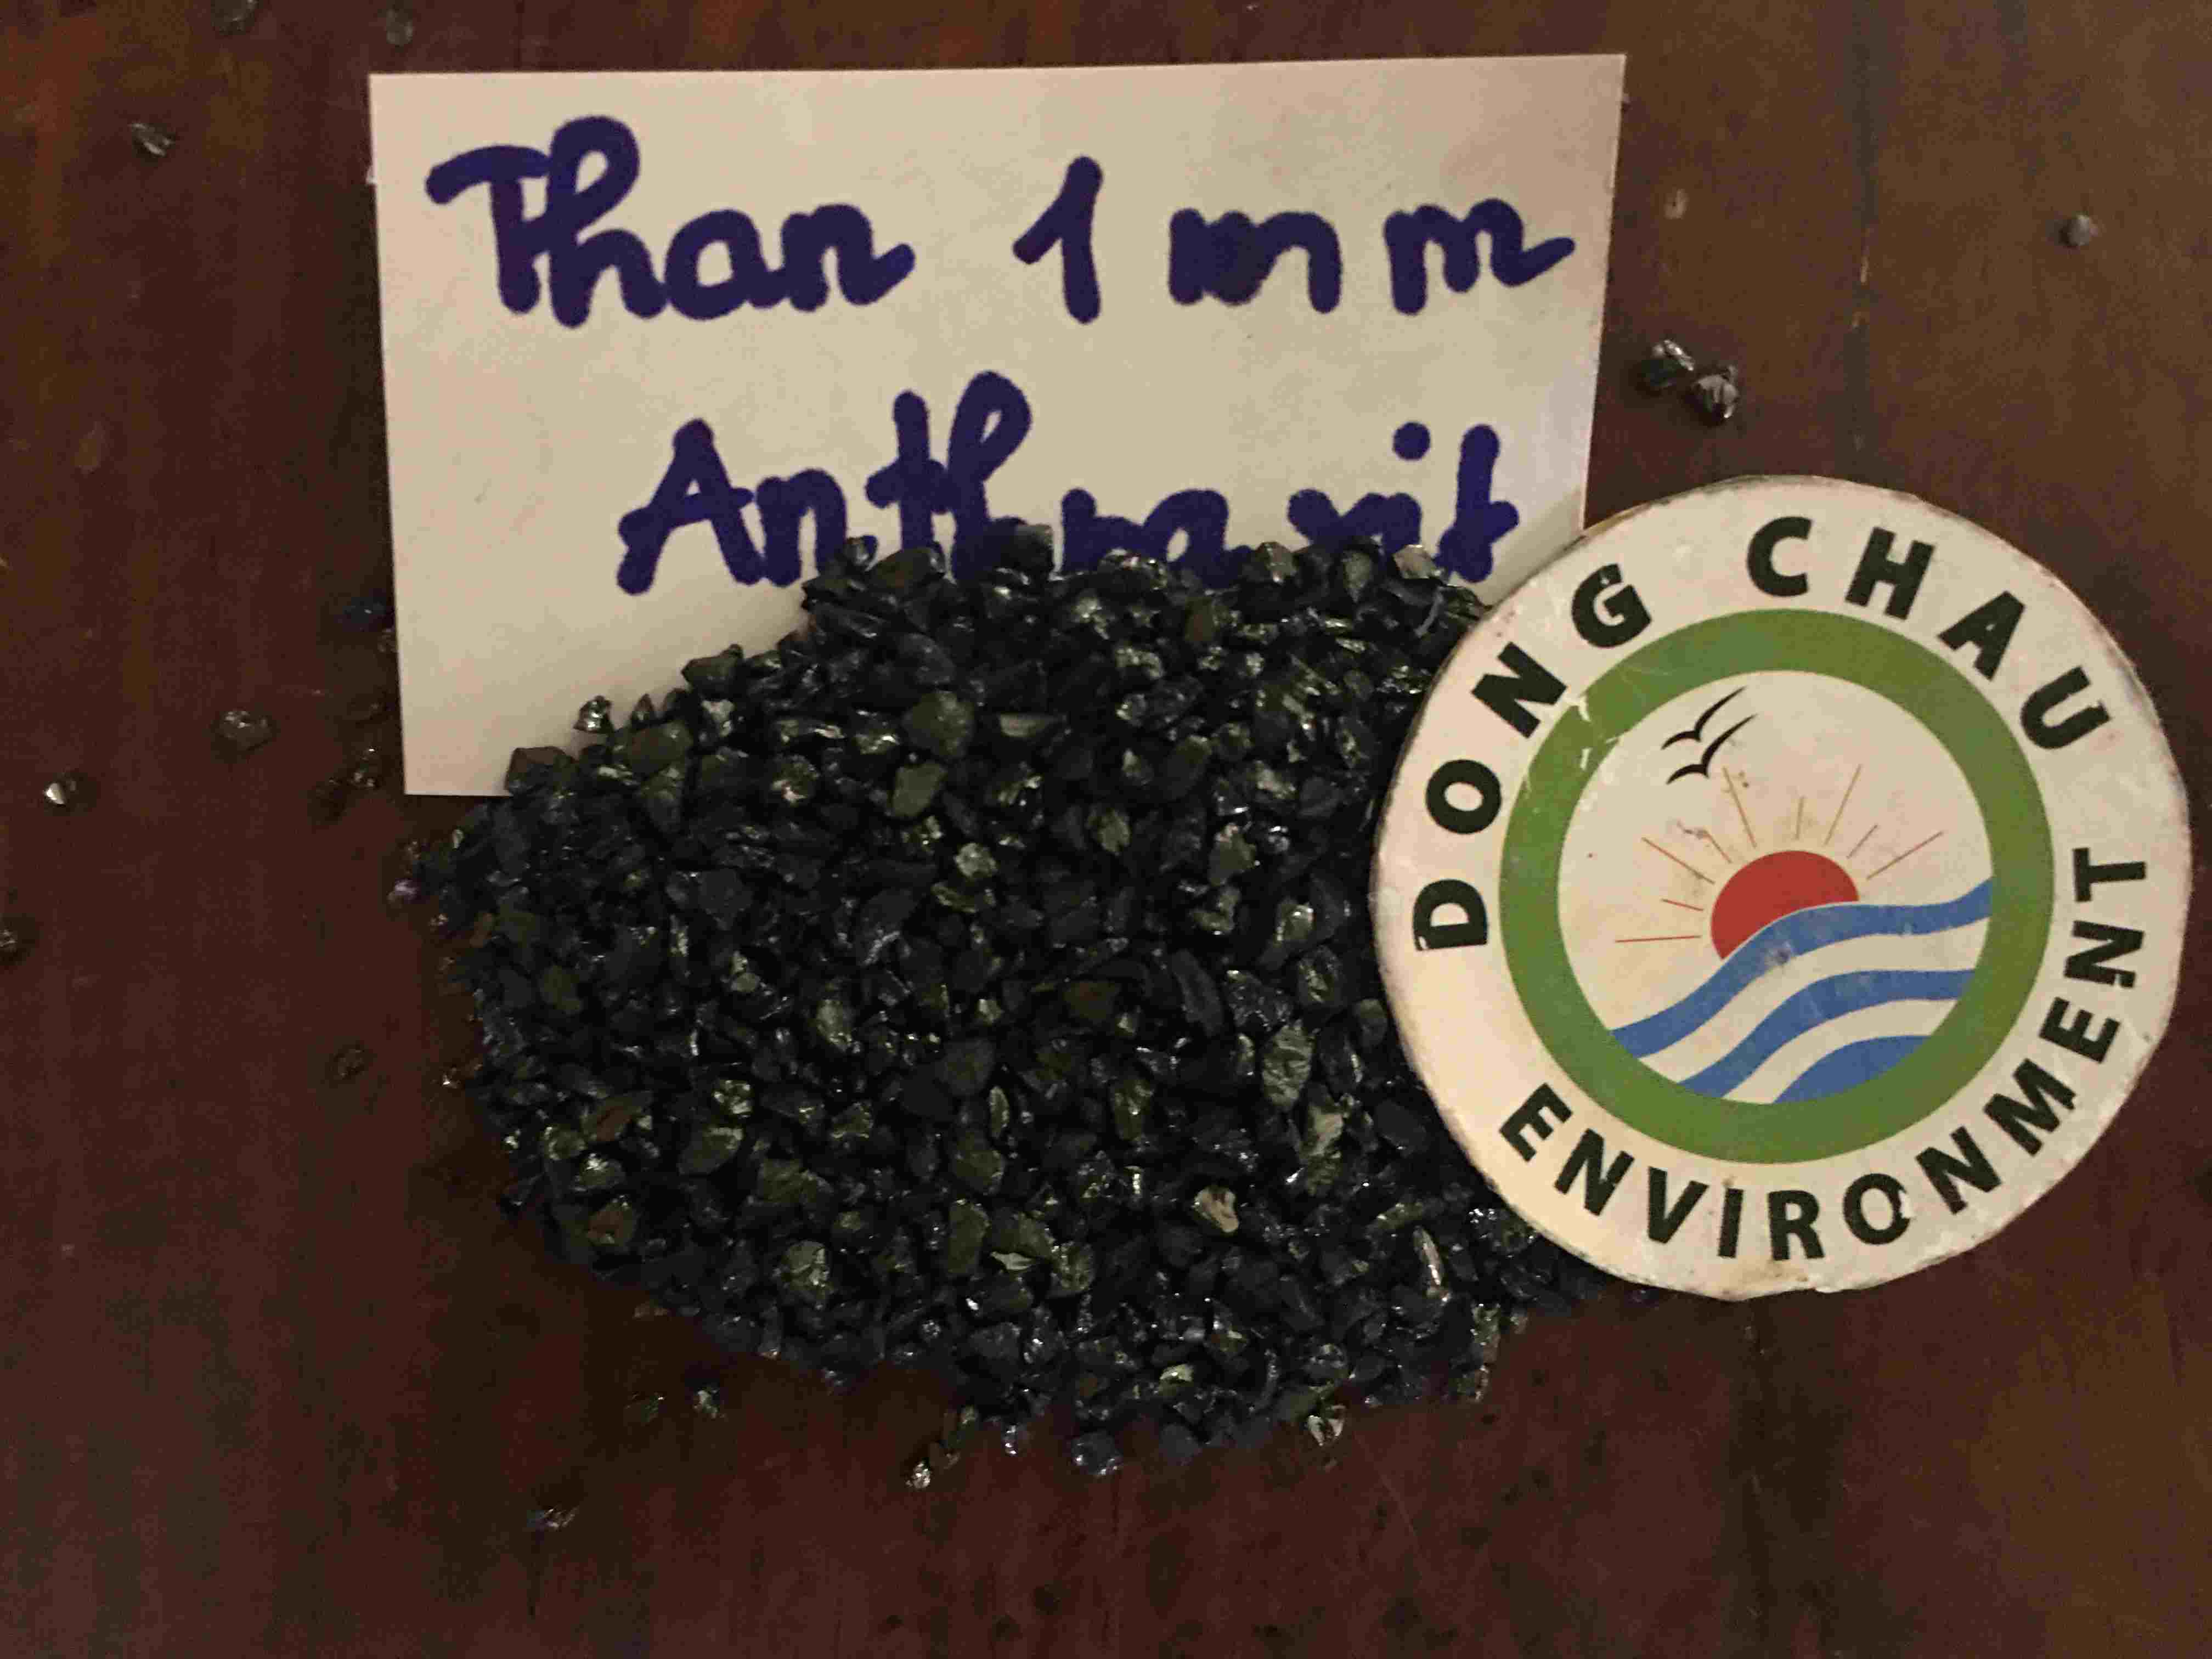 Than 1 mm
Anthraxit
DONG CHAU
ENVIRONMENT